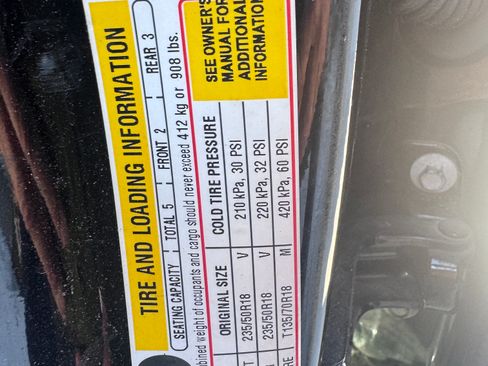 TIRE AND LOADING INFORMATION
SEATING CAPACITY TOTAL 5 FRONT 2 REAR 3
mbined weight of occupants and cargo should never exceed 412 kg or 908 lbs.
ORIGINAL SIZE COLD TIRE PRESSURE
T 235/50R18 V 210 kPa, 30 PSI
235/50R18 V 220 kPa, 32 PSI
RE T135/70R18 M 420 kPa, 60 PSI
SEE OWNER'S
MANUAL FOR
ADDITIONAL
INFORMATION